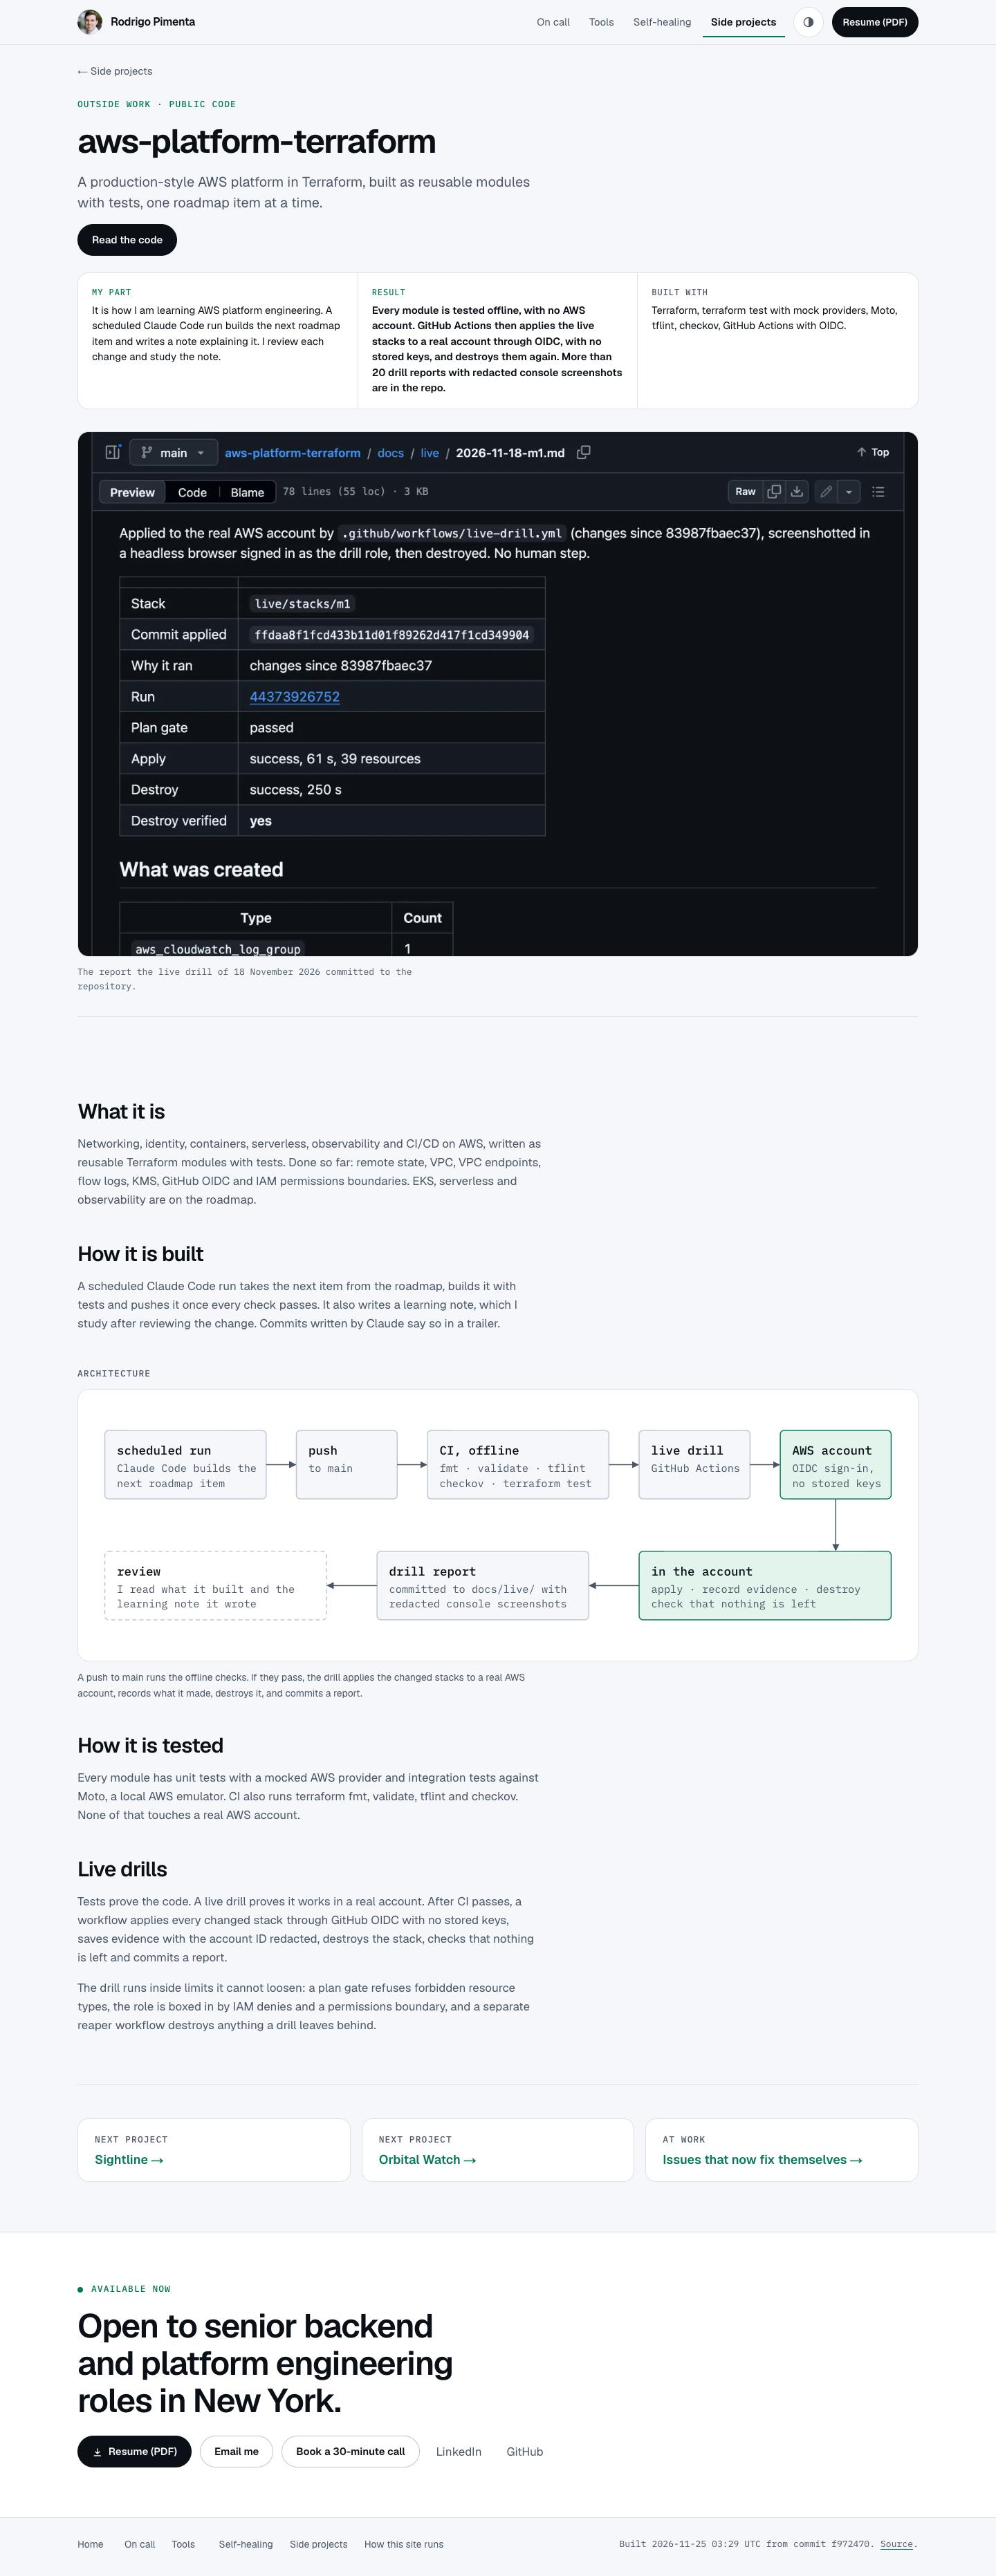 Rodrigo Pimenta
On call Tools Self-healing Side projects Resume (PDF)
← Side projects
OUTSIDE WORK · PUBLIC CODE
aws-platform-terraform
A production-style AWS platform in Terraform, built as reusable modules
with tests, one roadmap item at a time.
Read the code
MY PART
It is how I am learning AWS platform engineering. A
scheduled Claude Code run builds the next roadmap
item and writes a note explaining it. I review each
change and study the note.
RESULT
Every module is tested offline, with no AWS
account. GitHub Actions then applies the live
stacks to a real account through OIDC, with no
stored keys, and destroys them again. More than
20 drill reports with redacted console screenshots
are in the repo.
BUILT WITH
Terraform, terraform test with mock providers, Moto,
tflint, checkov, GitHub Actions with OIDC.
main aws-platform-terraform / docs / live / 2026-11-18-m1.md Top
Preview Code Blame 78 lines (55 loc) · 3 KB Raw
Applied to the real AWS account by .github/workflows/live-drill.yml (changes since 83987fbaec37), screenshotted in
a headless browser signed in as the drill role, then destroyed. No human step.
Stack live/stacks/m1
Commit applied ffdaa8f1fcd433b11d01f89262d417f1cd349904
Why it ran changes since 83987fbaec37
Run 44373926752
Plan gate passed
Apply success, 61 s, 39 resources
Destroy success, 250 s
Destroy verified yes
What was created
Type Count
aws_cloudwatch_log_group 1
The report the live drill of 18 November 2026 committed to the
repository.
What it is
Networking, identity, containers, serverless, observability and CI/CD on AWS, written as
reusable Terraform modules with tests. Done so far: remote state, VPC, VPC endpoints,
flow logs, KMS, GitHub OIDC and IAM permissions boundaries. EKS, serverless and
observability are on the roadmap.
How it is built
A scheduled Claude Code run takes the next item from the roadmap, builds it with
tests and pushes it once every check passes. It also writes a learning note, which I
study after reviewing the change. Commits written by Claude say so in a trailer.
ARCHITECTURE
scheduled run
Claude Code builds the
next roadmap item
push
to main
CI, offline
fmt · validate · tflint
checkov · terraform test
live drill
GitHub Actions
AWS account
OIDC sign-in,
no stored keys
review
I read what it built and the
learning note it wrote
drill report
committed to docs/live/ with
redacted console screenshots
in the account
apply · record evidence · destroy
check that nothing is left
A push to main runs the offline checks. If they pass, the drill applies the changed stacks to a real AWS
account, records what it made, destroys it, and commits a report.
How it is tested
Every module has unit tests with a mocked AWS provider and integration tests against
Moto, a local AWS emulator. CI also runs terraform fmt, validate, tflint and checkov.
None of that touches a real AWS account.
Live drills
Tests prove the code. A live drill proves it works in a real account. After CI passes, a
workflow applies every changed stack through GitHub OIDC with no stored keys,
saves evidence with the account ID redacted, destroys the stack, checks that nothing
is left and commits a report.
The drill runs inside limits it cannot loosen: a plan gate refuses forbidden resource
types, the role is boxed in by IAM denies and a permissions boundary, and a separate
reaper workflow destroys anything a drill leaves behind.
NEXT PROJECT
Sightline →
NEXT PROJECT
Orbital Watch →
AT WORK
Issues that now fix themselves →
AVAILABLE NOW
Open to senior backend
and platform engineering
roles in New York.
Resume (PDF) Email me Book a 30-minute call LinkedIn GitHub
Home On call Tools Self-healing Side projects How this site runs
Built 2026-11-25 03:29 UTC from commit f972470. Source.